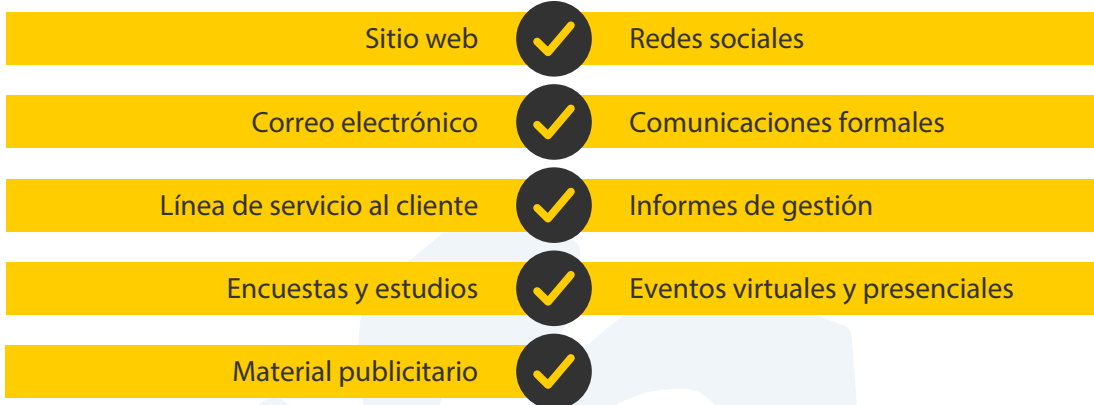 Sitio web
Redes sociales
Correo electrónico
Comunicaciones formales
Línea de servicio al cliente
Informes de gestión
Encuestas y estudios
Eventos virtuales y presenciales
Material publicitario